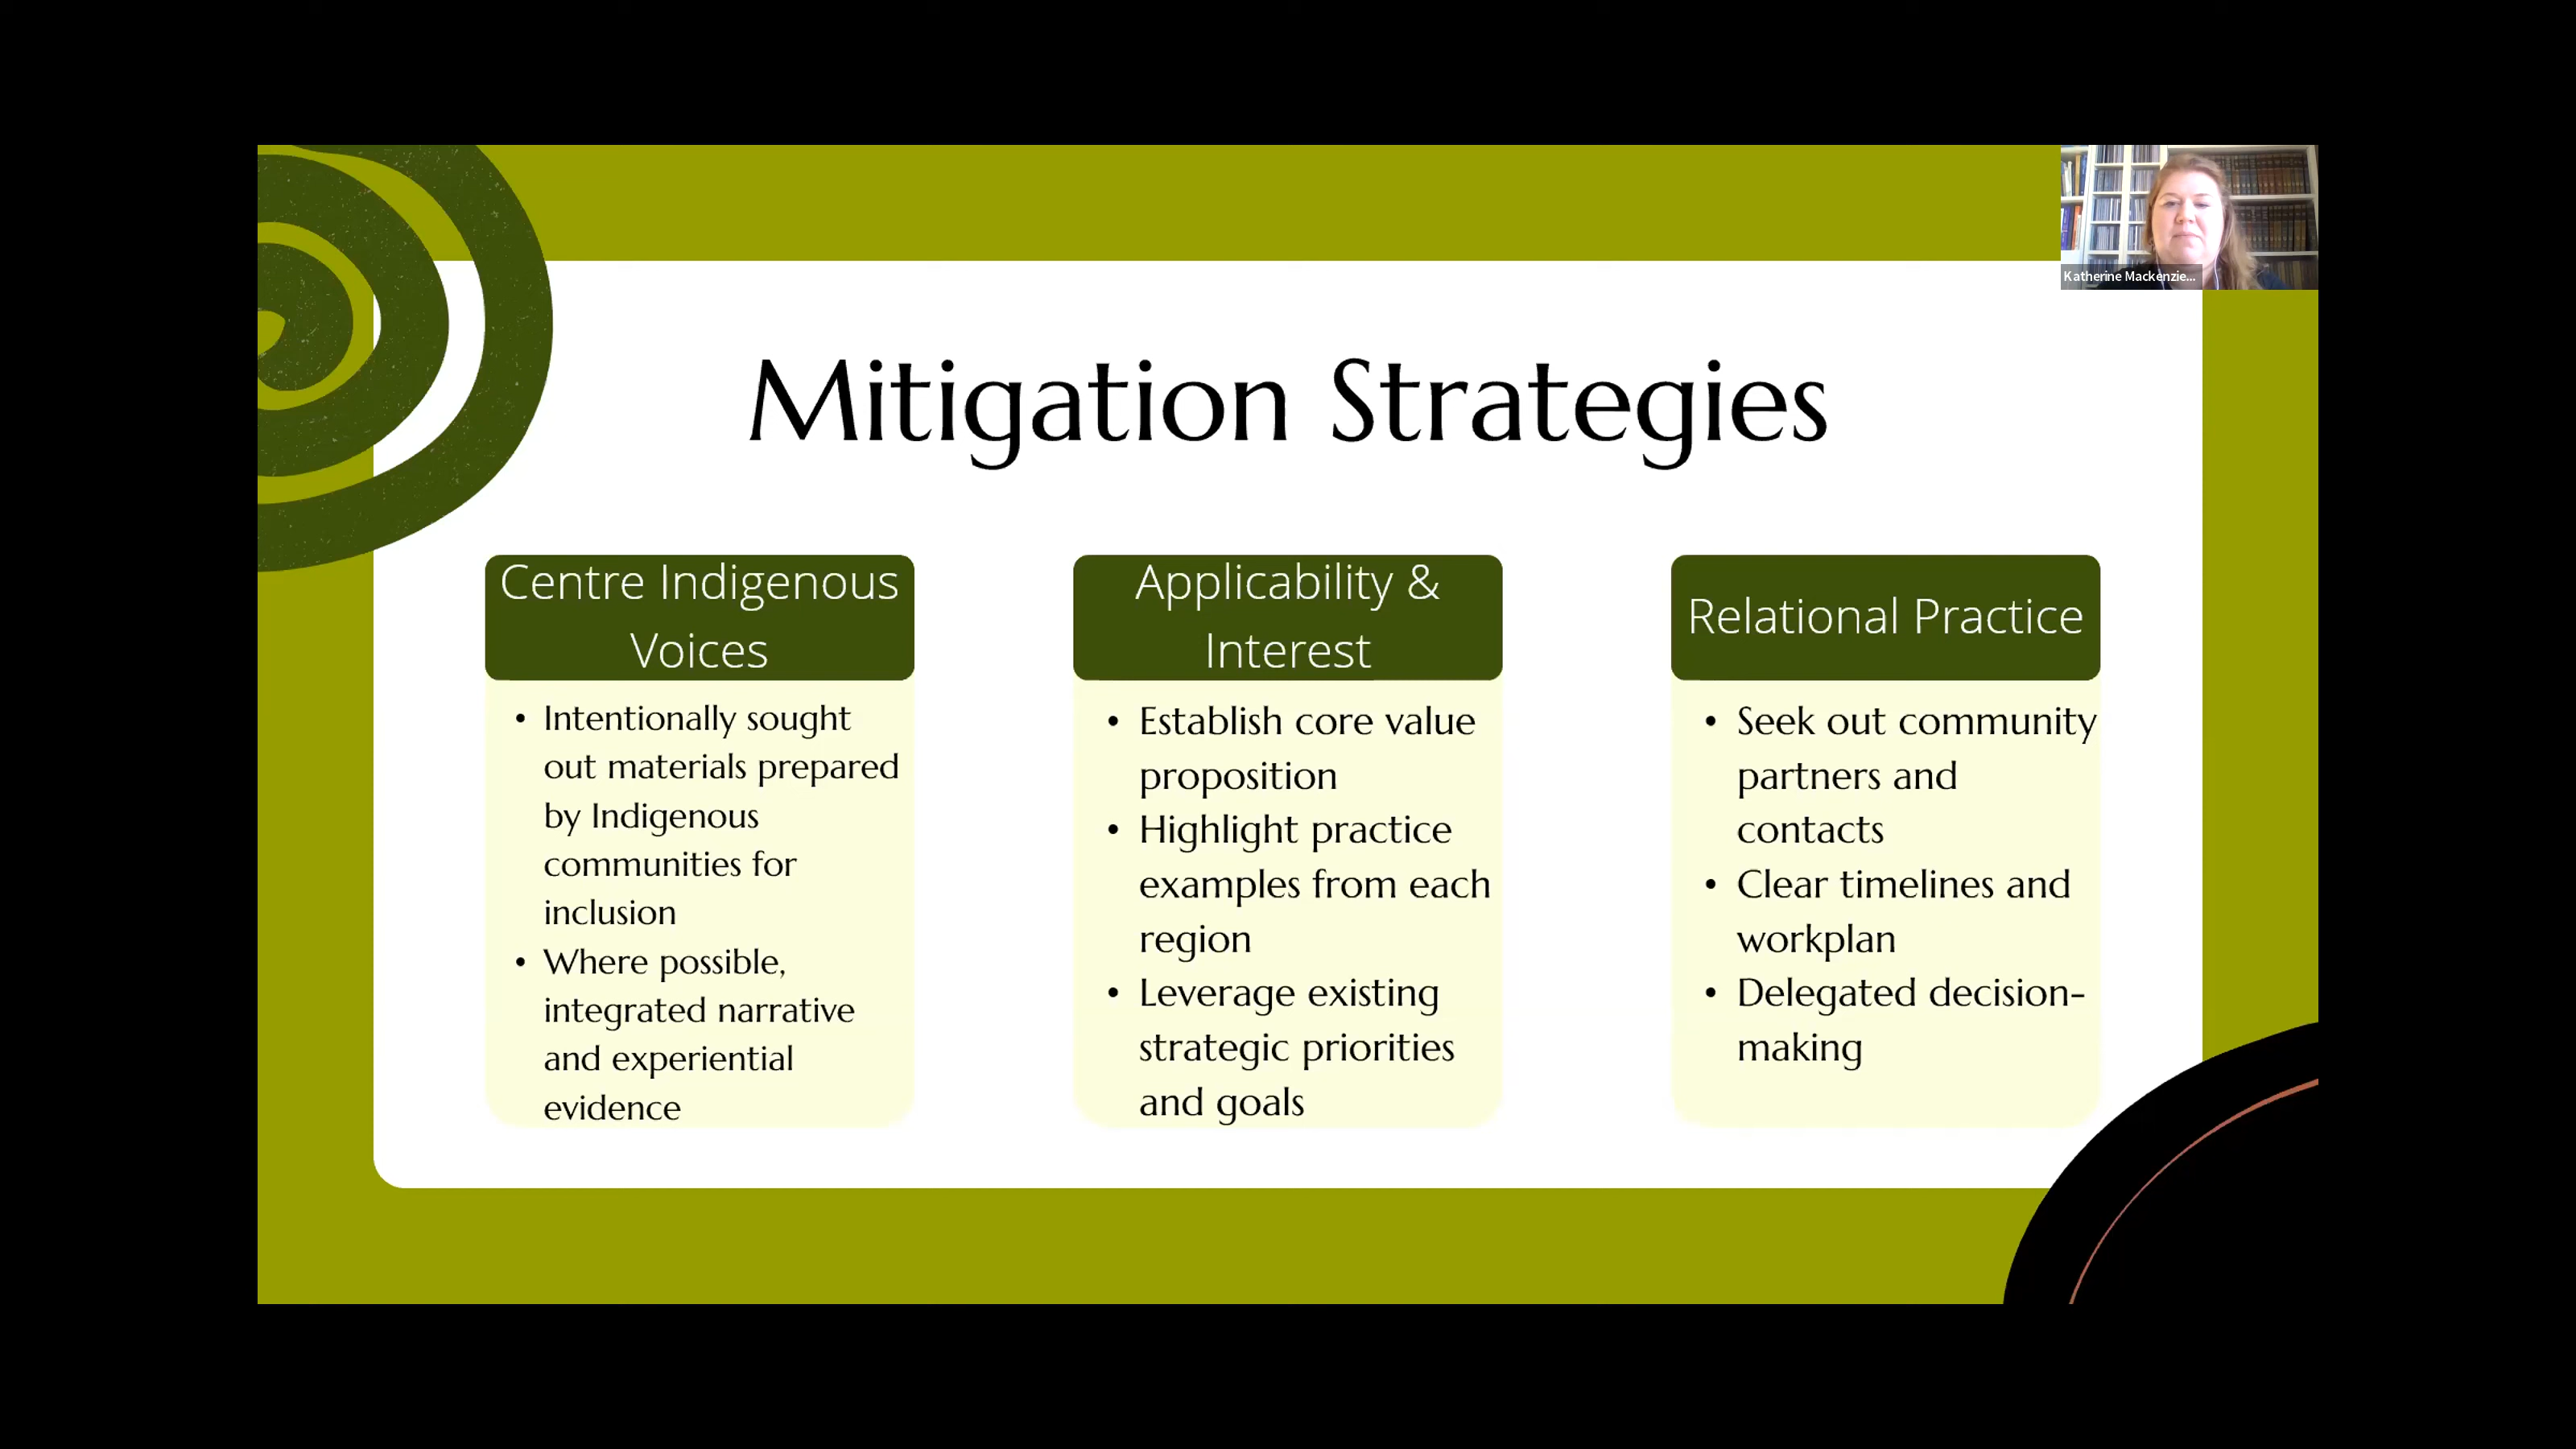 Katherine Mackenzie...
Mitigation Strategies
Centre Indigenous
Voices
• Intentionally sought
out materials prepared
by Indigenous
communities for
inclusion
• Where possible,
integrated narrative
and experiential
evidence
Applicability &
Interest
• Establish core value
proposition
• Highlight practice
examples from each
region
• Leverage existing
strategic priorities
and goals
Relational Practice
• Seek out community
partners and
contacts
• Clear timelines and
workplan
• Delegated decision-
making